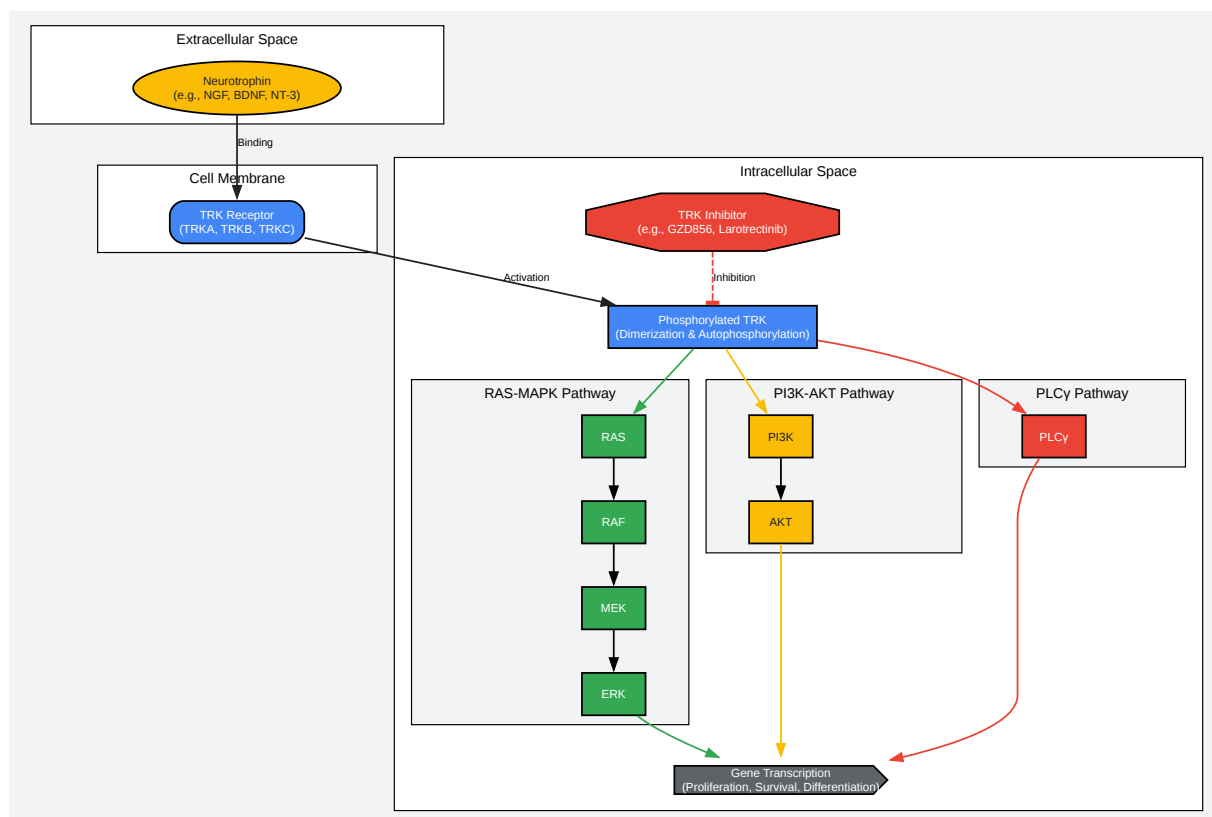 Extracellular Space
Neurotrophin
(e.g., NGF, BDNF, NT-3)
Binding
Cell Membrane
TRK Receptor
(TRKA, TRKB, TRKC)
Activation
Intracellular Space
TRK Inhibitor
(e.g., GZD856, Larotrectinib)
Inhibition
Phosphorylated TRK
(Dimerization & Autophosphorylation)
RAS-MAPK Pathway
RAS
RAF
MEK
ERK
PI3K-AKT Pathway
PI3K
AKT
PLCγ Pathway
PLCγ
Gene Transcription
(Proliferation, Survival, Differentiation)